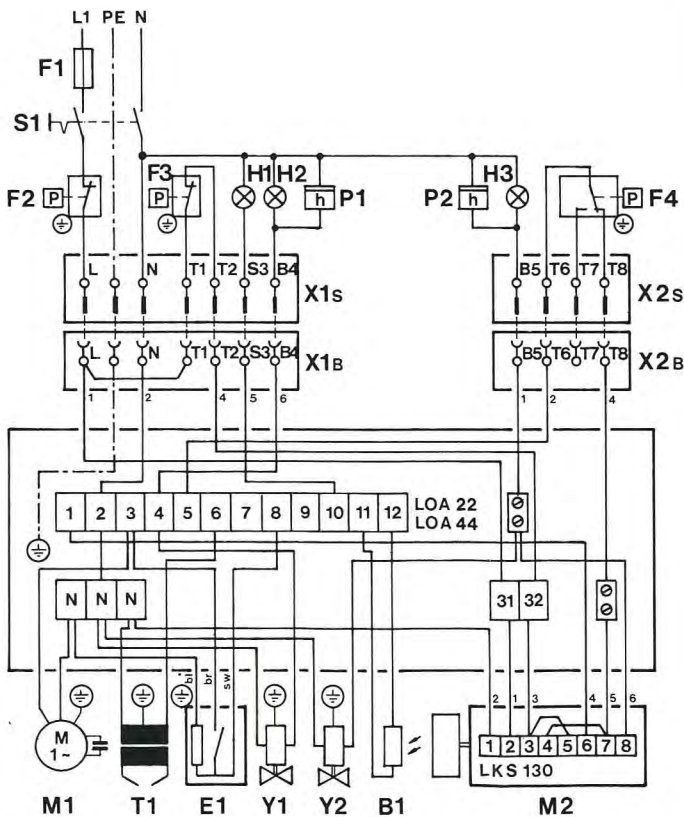 L1 PE N
F1
S1
F2 P F3 P H1 H2 h P1 P2 h H3 P F4
L N T1 T2 S3 B4 X1S B5 T6 T7 T8 X2S
L N T1 T2 S3 B4 X1B B5 T6 T7 T8 X2B
1 2 4 5 6 1 2 4
1 2 3 4 5 6 7 8 9 10 11 12 LOA 22
LOA 44
N N N 31 32
bl br sw 2 1 3 4 5 6
M
1~
1 2 3 4 5 6 7 8
LKS 130
M1 T1 E1 Y1 Y2 B1 M2